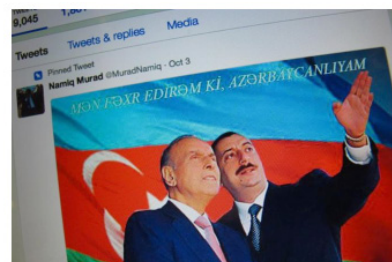 9,045
Tweets Tweets & replies Media
Pinned Tweet
Namiq Murad @MuradNamiq · Oct 3
MƏN FƏXR EDİRƏM Kİ, AZƏRBAYCANLIYAM